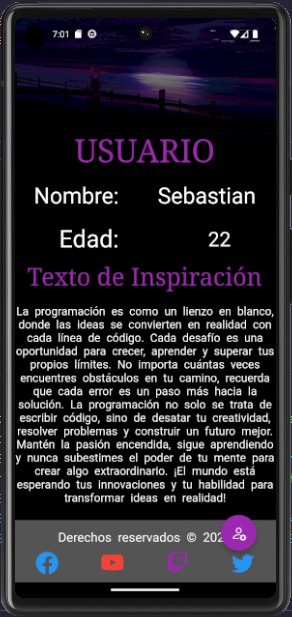 7:01
USUARIO
Nombre: Sebastian
Edad: 22
Texto de Inspiración
La programación es como un lienzo en blanco,
donde las ideas se convierten en realidad con
cada línea de código. Cada desafío es una
oportunidad para crecer, aprender y superar tus
propios límites. No importa cuántas veces
encuentres obstáculos en tu camino, recuerda
que cada error es un paso más hacia la
solución. La programación no solo se trata de
escribir código, sino de desatar tu creatividad,
resolver problemas y construir un futuro mejor.
Mantén la pasión encendida, sigue aprendiendo
y nunca subestimes el poder de tu mente para
crear algo extraordinario. ¡El mundo está
esperando tus innovaciones y tu habilidad para
transformar ideas en realidad!
Derechos reservados ©